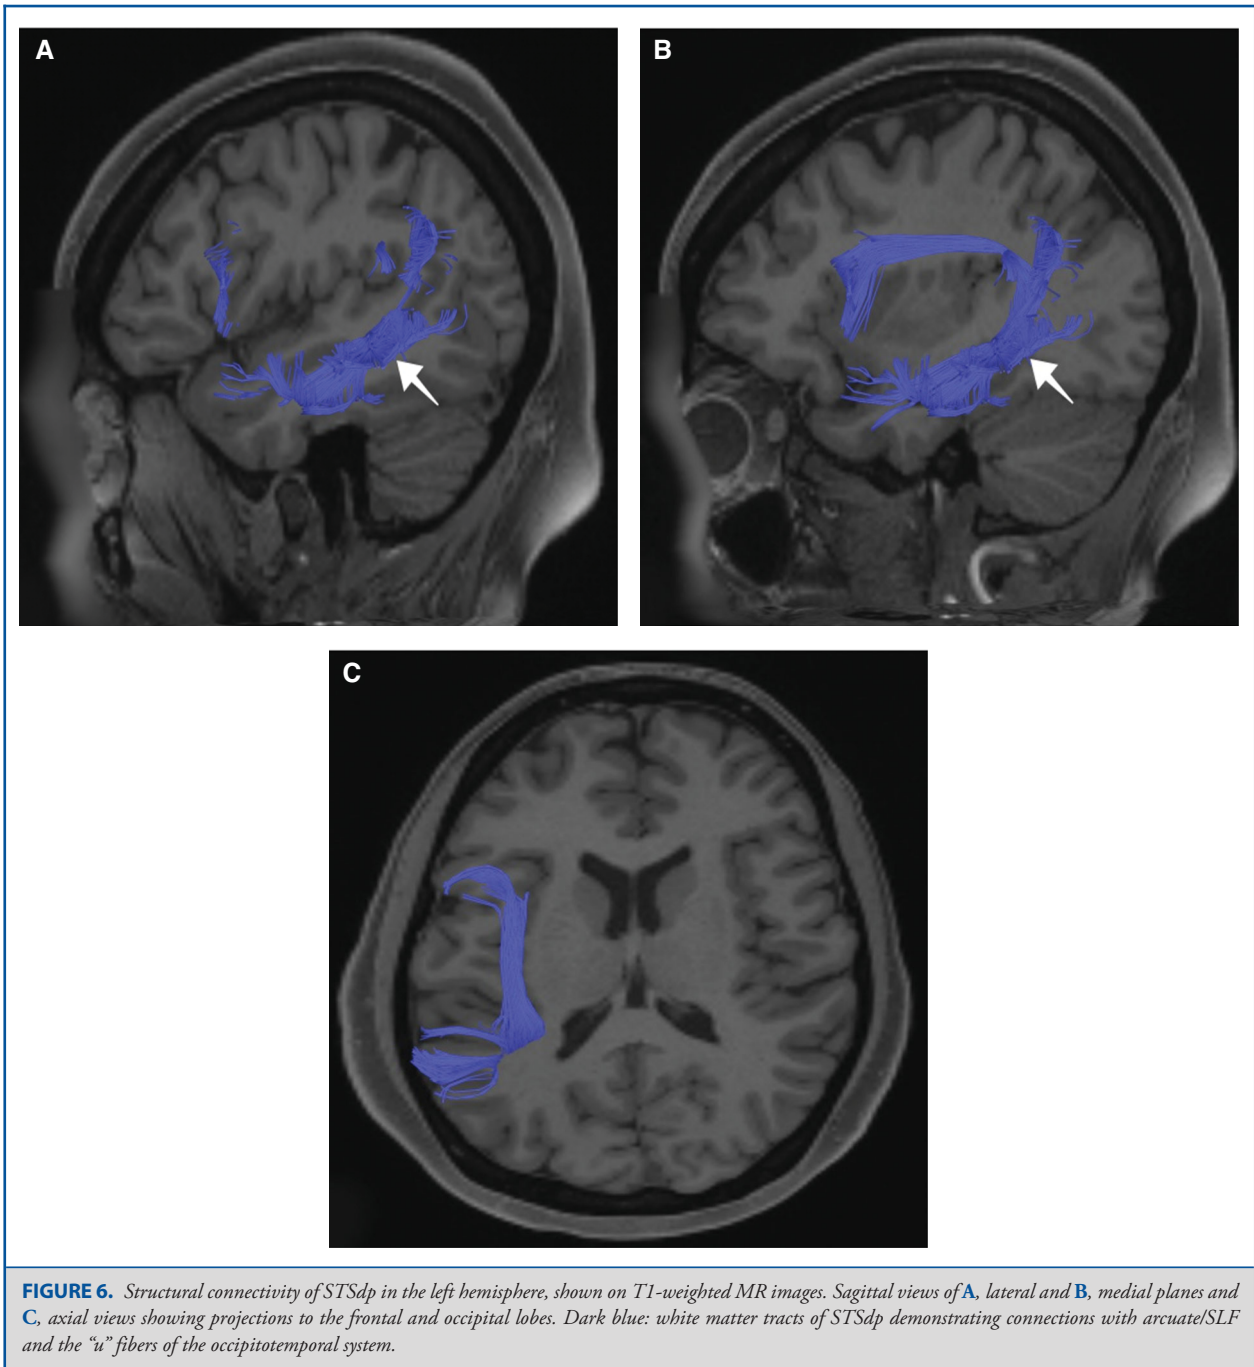 A
B
C
FIGURE 6. Structural connectivity of STSdp in the left hemisphere, shown on T1-weighted MR images. Sagittal views of A, lateral and B, medial planes and
C, axial views showing projections to the frontal and occipital lobes. Dark blue: white matter tracts of STSdp demonstrating connections with arcuate/SLF
and the “u” fibers of the occipitotemporal system.